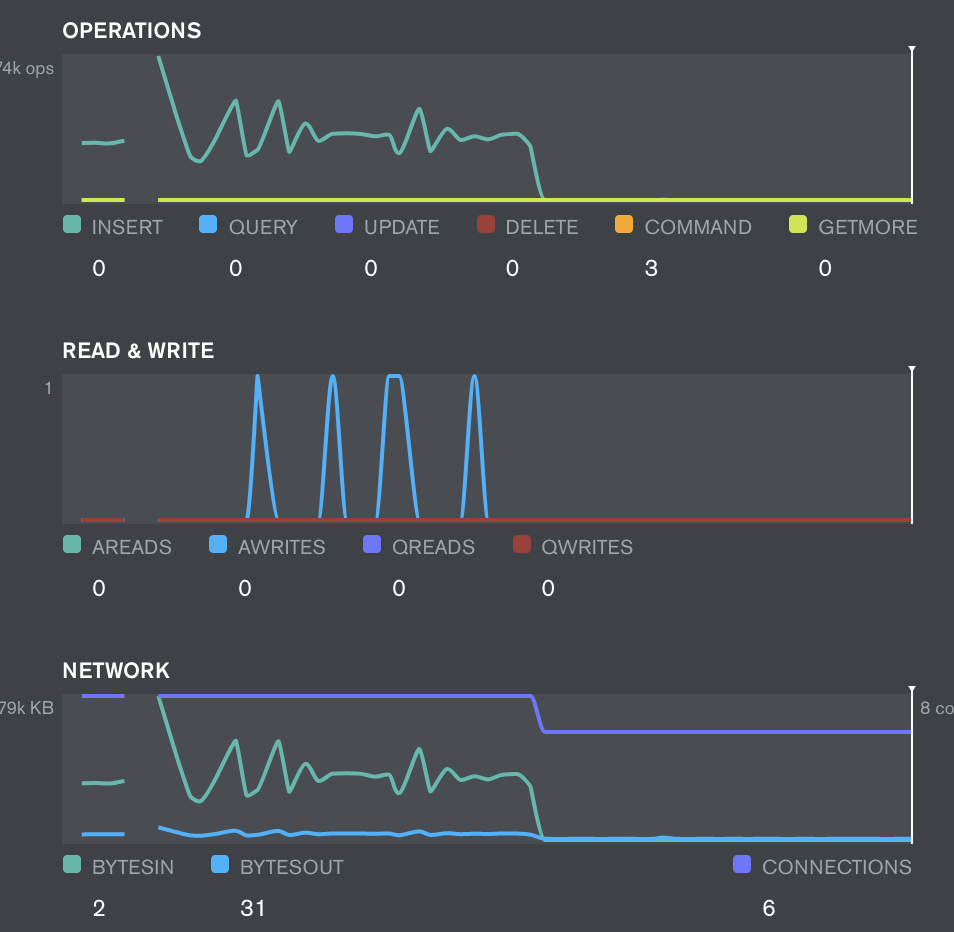 OPERATIONS
74k ops
INSERT QUERY UPDATE DELETE COMMAND GETMORE
0 0 0 0 3 0
READ & WRITE
1
AREADS AWRITES QREADS QWRITES
0 0 0 0
NETWORK
79k KB 8 co
BYTESIN BYTESOUT CONNECTIONS
2 31 6